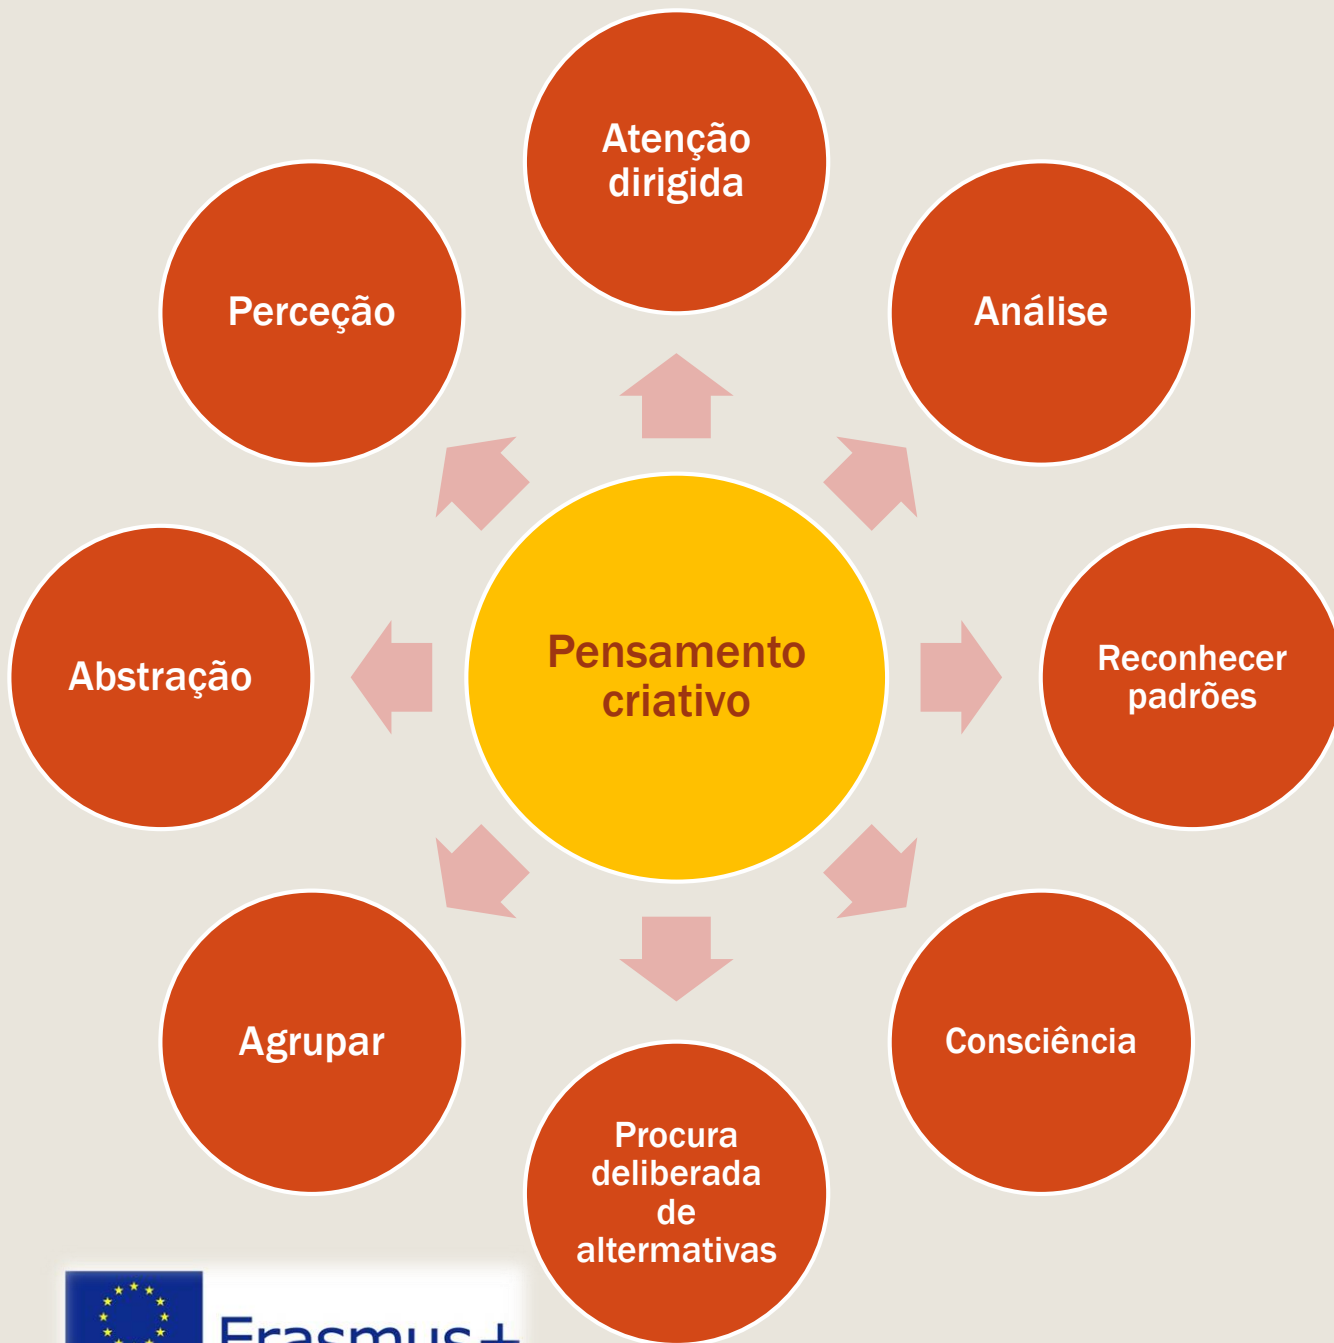 Atenção
dirigida
Perceção
Análise
Abstração
Pensamento
criativo
Reconhecer
padrões
Agrupar
Consciência
Procura
deliberada
de
altermativas
Erasmus+